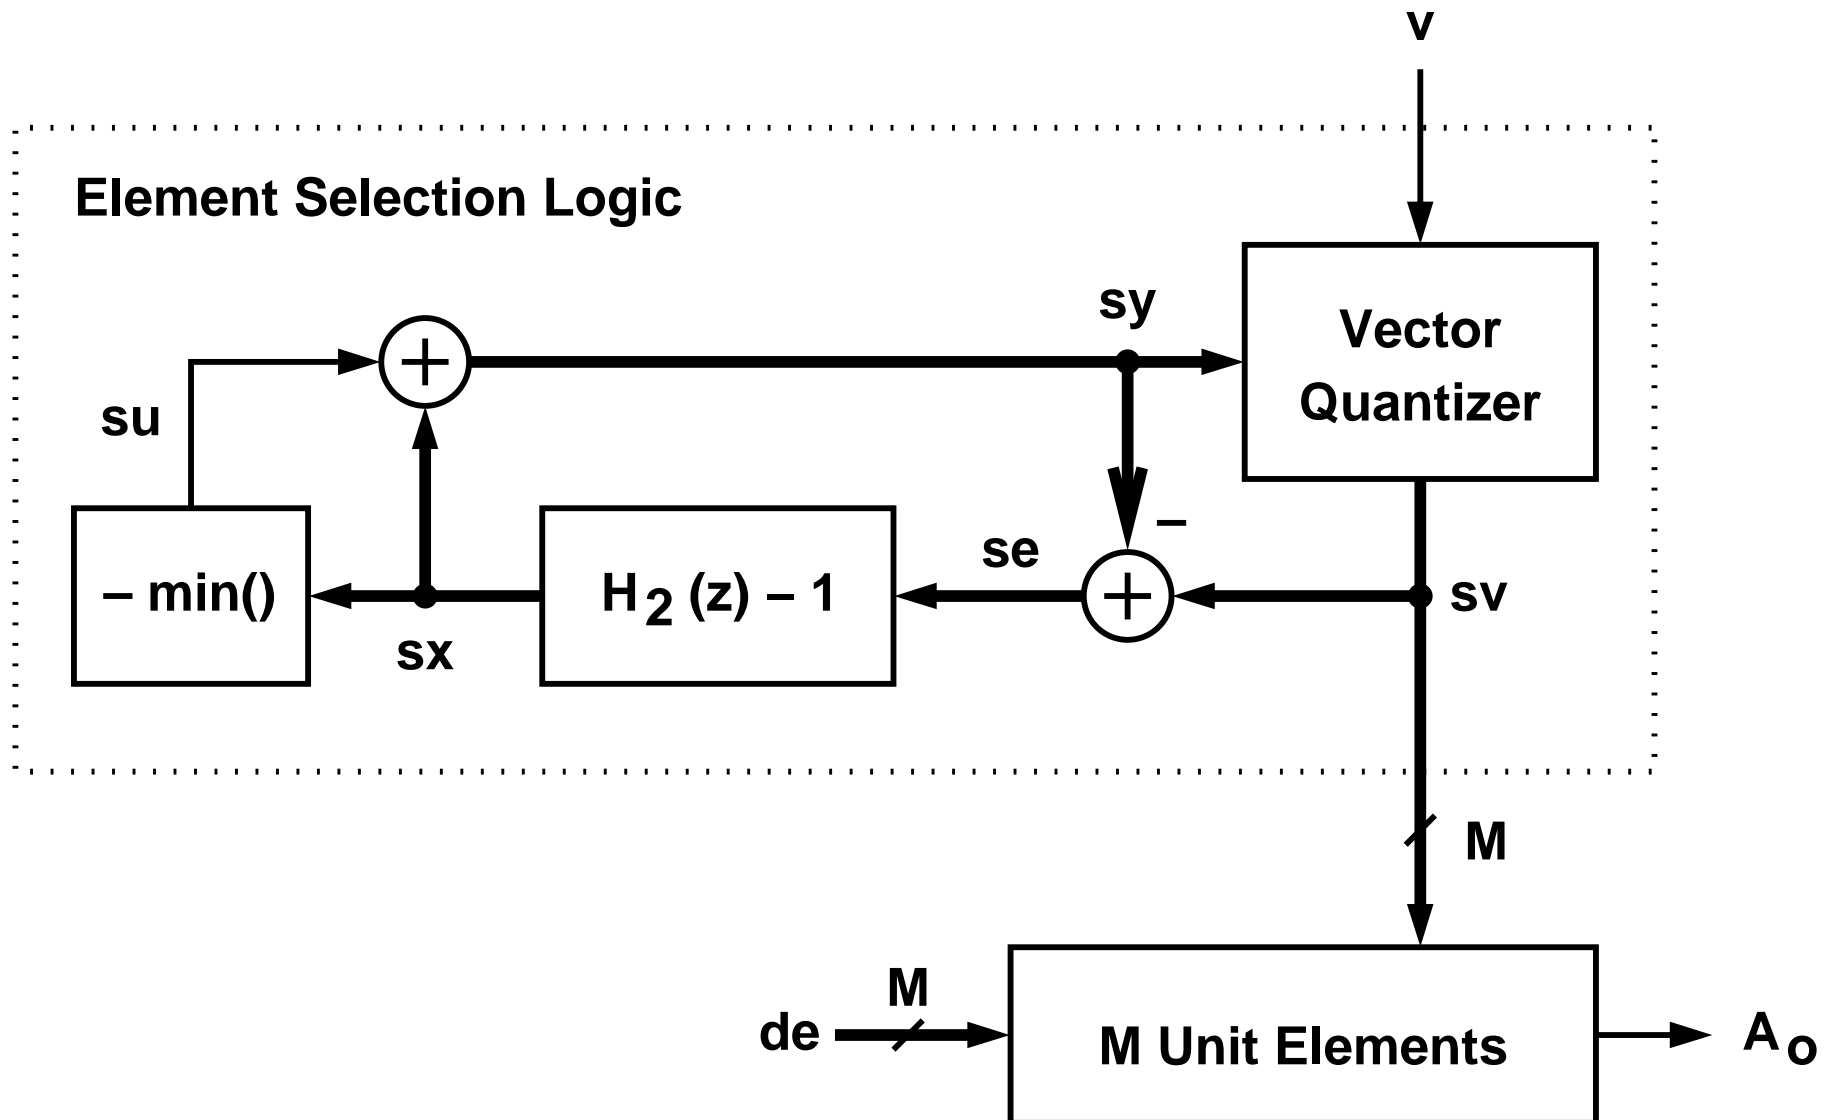 v
Element Selection Logic
sy
Vector
Quantizer
su
– min()
sx
H2 (z) – 1
se
–
sv
M
M
de
M Unit Elements
Ao